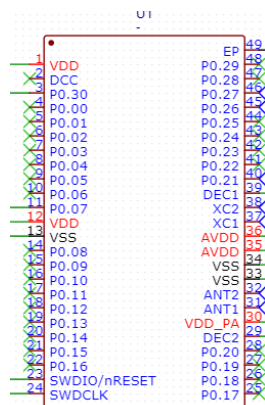 U1
-
1 VDD
2 DCC
3 P0.30
4 P0.00
5 P0.01
6 P0.02
7 P0.03
8 P0.04
9 P0.05
10 P0.06
11 P0.07
12 VDD
13 VSS
14 P0.08
15 P0.09
16 P0.10
17 P0.11
18 P0.12
19 P0.13
20 P0.14
21 P0.15
22 P0.16
23 SWDIO/nRESET
24 SWDCLK
EP 49
P0.29 48
P0.28 47
P0.27 46
P0.26 45
P0.25 44
P0.24 43
P0.23 42
P0.22 41
P0.21 40
DEC1 39
XC2 38
XC1 37
AVDD 36
AVDD 35
VSS 34
VSS 33
ANT2 32
ANT1 31
VDD_PA 30
DEC2 29
P0.20 28
P0.19 27
P0.18 26
P0.17 25